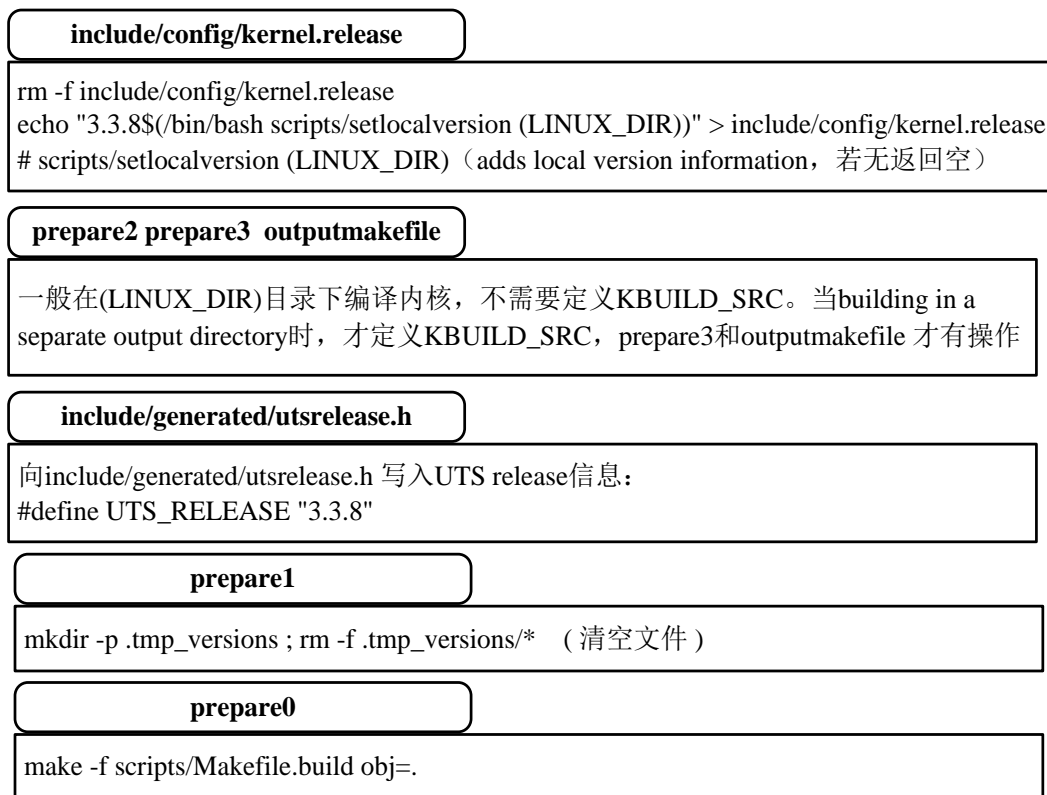 include/config/kernel.release
rm -f include/config/kernel.release
echo "3.3.8$(/bin/bash scripts/setlocalversion (LINUX_DIR))" > include/config/kernel.release
# scripts/setlocalversion (LINUX_DIR)（adds local version information，若无返回空）
prepare2 prepare3 outputmakefile
一般在(LINUX_DIR)目录下编译内核，不需要定义KBUILD_SRC。当building in a
separate output directory时，才定义KBUILD_SRC，prepare3和outputmakefile 才有操作
include/generated/utsrelease.h
向include/generated/utsrelease.h 写入UTS release信息：
#define UTS_RELEASE "3.3.8"
prepare1
mkdir -p .tmp_versions ; rm -f .tmp_versions/* （清空文件）
prepare0
make -f scripts/Makefile.build obj=.